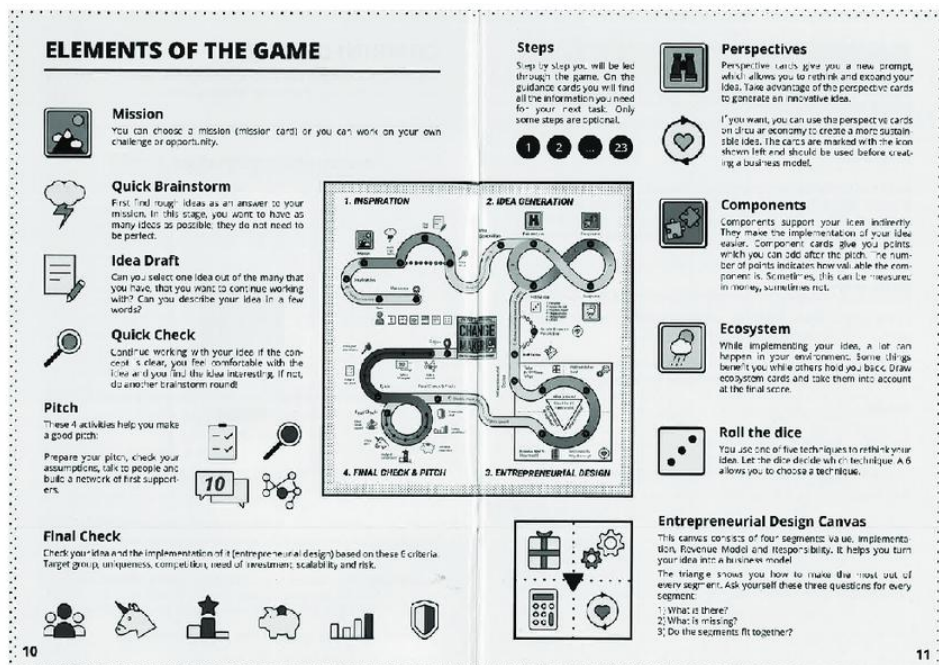 ELEMENTS OF THE GAME
Mission
You can choose a mission (mission card) or you can work on your own
challenge or opportunity.
Quick Brainstorm
First find rough ideas as an answer to your
mission. In this stage, you want to have as
many ideas as possible, they do not need to
be perfect.
Idea Draft
Can you select one idea out of the many that
you have, that you want to continue working
with? Can you describe your idea in a few
words?
Quick Check
Continue working with your idea if the con-
cept is clear, you feel comfortable with the
idea and you find the idea interesting. If not,
do another brainstorm round!
Pitch
These 4 activities help you make
a good pitch:
Prepare your pitch, check your
assumptions, talk to people and
build a network of first support-
ers.
10
Final Check
Check your idea and the implementation of it (entrepreneurial design) based on these 6 criteria.
Target group, uniqueness, competition, need of investment, scalability and risk.
10
Steps
Step by step you will be led
through the game. On the
guidance cards you will find
all the information you need
for your next task. Only
some steps are optional.
1 2 ... 23
1. INSPIRATION
2. IDEA GENERATION
CHANGE
MAKER
4. FINAL CHECK & PITCH
3. ENTREPRENEURIAL DESIGN
Perspectives
Perspective cards give you a new prompt,
which allows you to rethink and expand your
idea. Take advantage of the perspective cards
to generate an innovative idea.
If you want, you can use the perspective cards
on circular economy to create a more sustain-
able idea. The cards are marked with the icon
shown left and should be used before creat-
ing a business model.
Components
Components support your idea indirectly.
They make the implementation of your idea
easier. Component cards give you points,
which you can add after the pitch. The num-
ber of points indicates how valuable the com-
ponent is. Sometimes, this can be measured
in money, sometimes not.
Ecosystem
While implementing your idea, a lot can
happen in your environment. Some things
benefit you while others hold you back. Draw
ecosystem cards and take them into account
at the final score.
Roll the dice
You use one of five techniques to rethink your
idea. Let the dice decide which technique. A 6
allows you to choose a technique.
Entrepreneurial Design Canvas
This canvas consists of four segments: Value, Implementa-
tion, Revenue Model and Responsibility. It helps you turn
your idea into a business model
The triangle shows you how to make the most out of
every segment. Ask yourself these three questions for every
segment:
1) What is there?
2) What is missing?
3) Do the segments fit together?
11